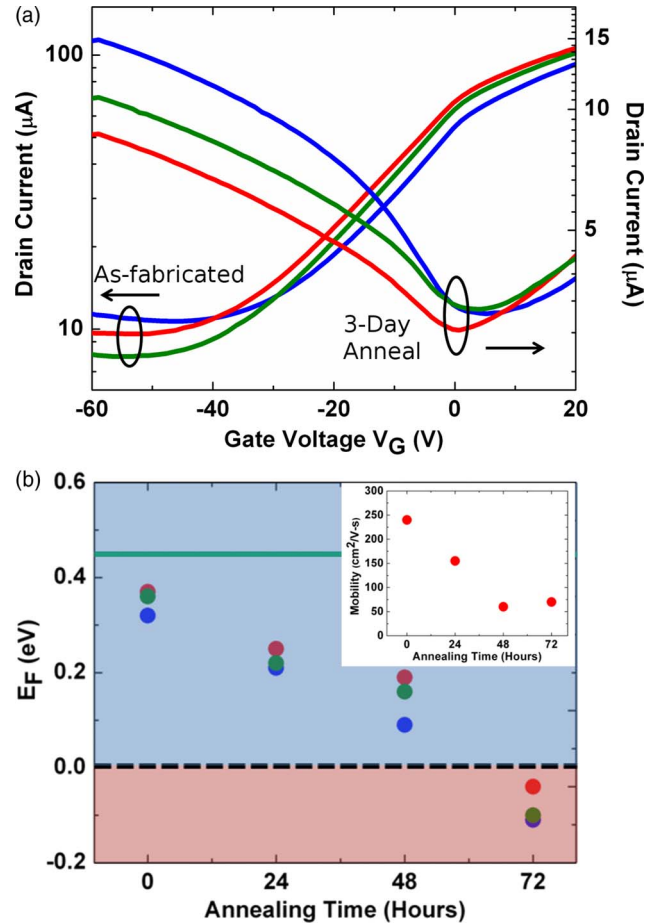 (a)
100
10
15
10
5
Drain Current (μA)
Drain Current (μA)
As-fabricated
3-Day
Anneal
-60 -40 -20 0 20
Gate Voltage V_G (V)
(b)
0.6
0.4
0.2
0.0
-0.2
E_F (eV)
300
250
200
150
100
50
0
Mobility (cm²/V-s)
0 24 48 72
Annealing Time (Hours)
0 24 48 72
Annealing Time (Hours)